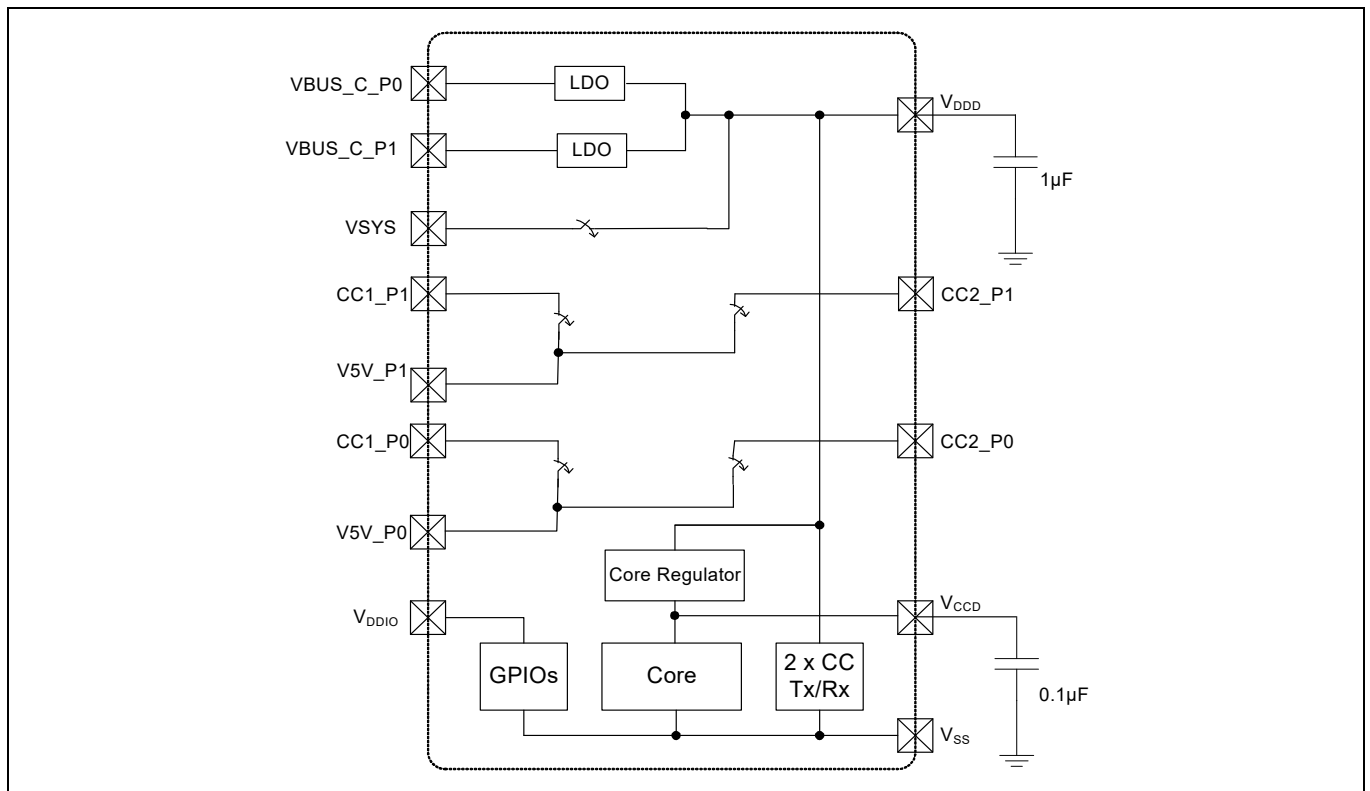 VBUS_C_P0
LDO
VDDD
VBUS_C_P1
LDO
1µF
VSYS
CC1_P1
CC2_P1
V5V_P1
CC1_P0
CC2_P0
V5V_P0
Core Regulator
VDDIO
VCCD
GPIOs
Core
2 x CC
Tx/Rx
0.1µF
VSS